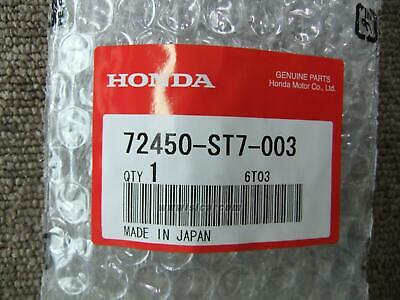 HONDA
GENUINE PARTS
Honda Motor Co., Ltd.
72450-ST7-003
QTY 1 6T03
MADE IN JAPAN